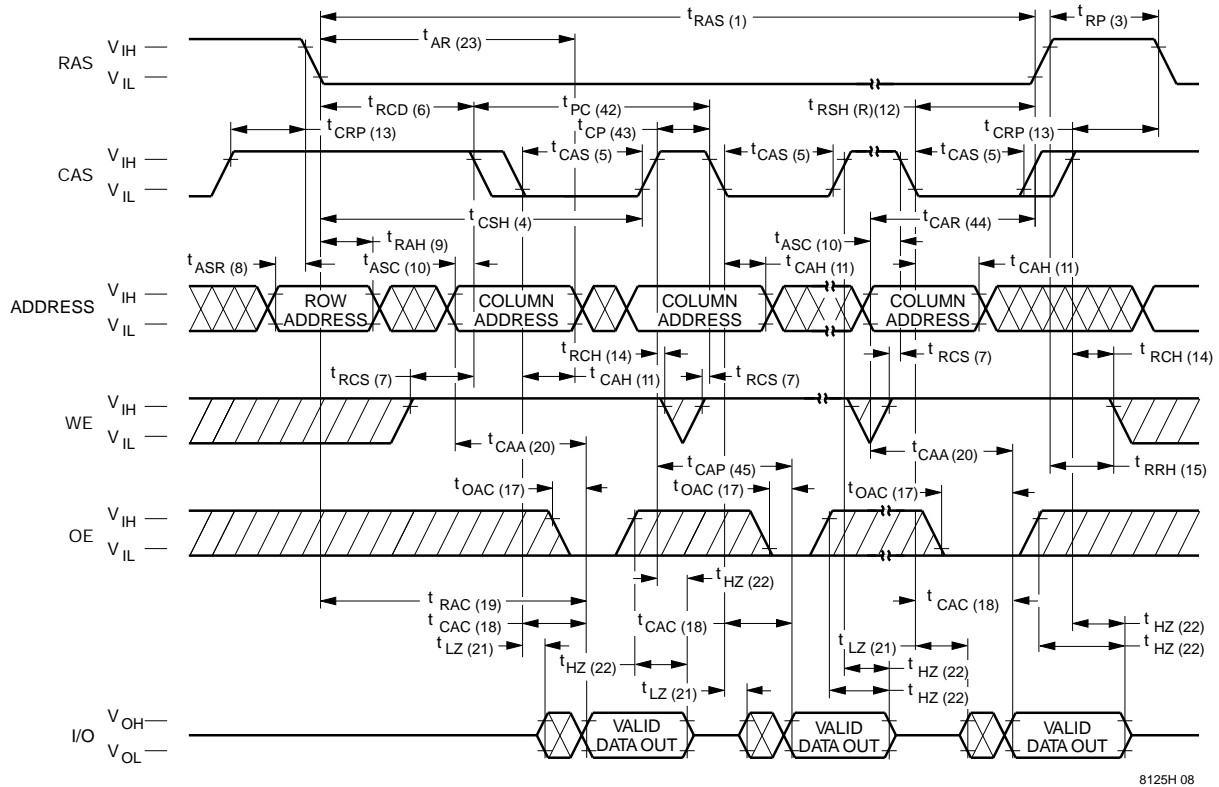 t RAS (1)
t RP (3)
t AR (23)
RAS
V IH
V IL
t RCD (6)
t PC (42)
t RSH (R)(12)
t CRP (13)
t CP (43)
t CRP (13)
CAS
V IH
V IL
t CAS (5)
t CAS (5)
t CAS (5)
t CSH (4)
t CAR (44)
t RAH (9)
t ASC (10)
t ASR (8)
t ASC (10)
t CAH (11)
t CAH (11)
ADDRESS
V IH
V IL
ROW ADDRESS
COLUMN ADDRESS
COLUMN ADDRESS
COLUMN ADDRESS
t RCH (14)
t RCS (7)
t RCH (14)
t RCS (7)
t CAH (11)
t RCS (7)
WE
V IH
V IL
t CAA (20)
t CAP (45)
t CAA (20)
t RRH (15)
t OAC (17)
t OAC (17)
t OAC (17)
OE
V IH
V IL
t HZ (22)
t RAC (19)
t CAC (18)
t CAC (18)
t CAC (18)
t HZ (22)
t LZ (21)
t LZ (21)
t HZ (22)
t HZ (22)
t HZ (22)
t LZ (21)
t HZ (22)
I/O
V OH
V OL
VALID DATA OUT
VALID DATA OUT
VALID DATA OUT
8125H 08